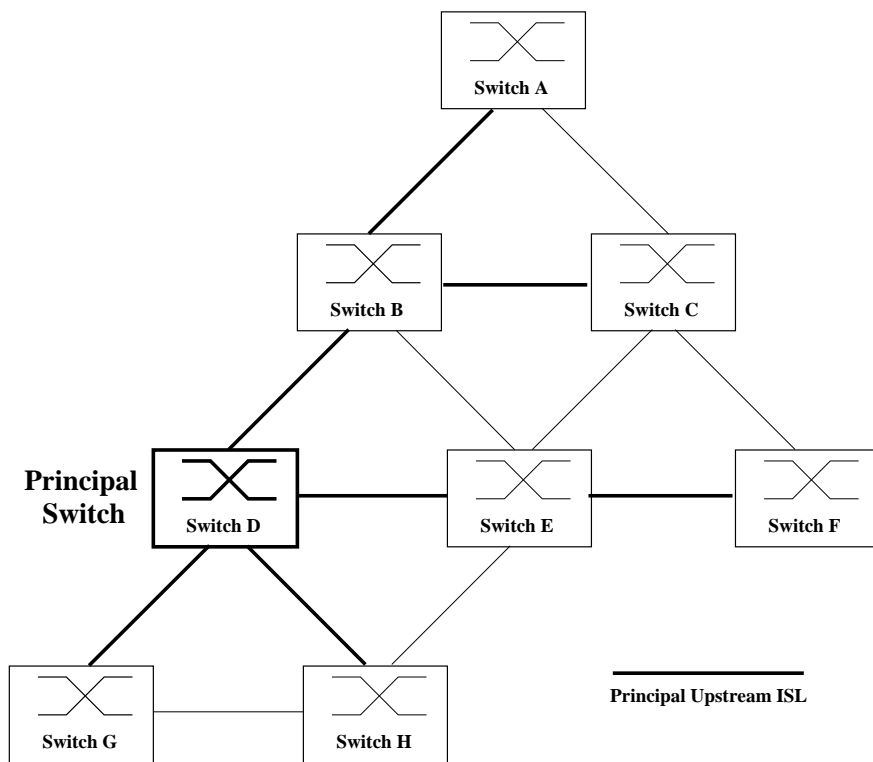 Switch A
Switch B
Switch C
Principal
Switch
Switch D
Switch E
Switch F
Principal Upstream ISL
Switch G
Switch H